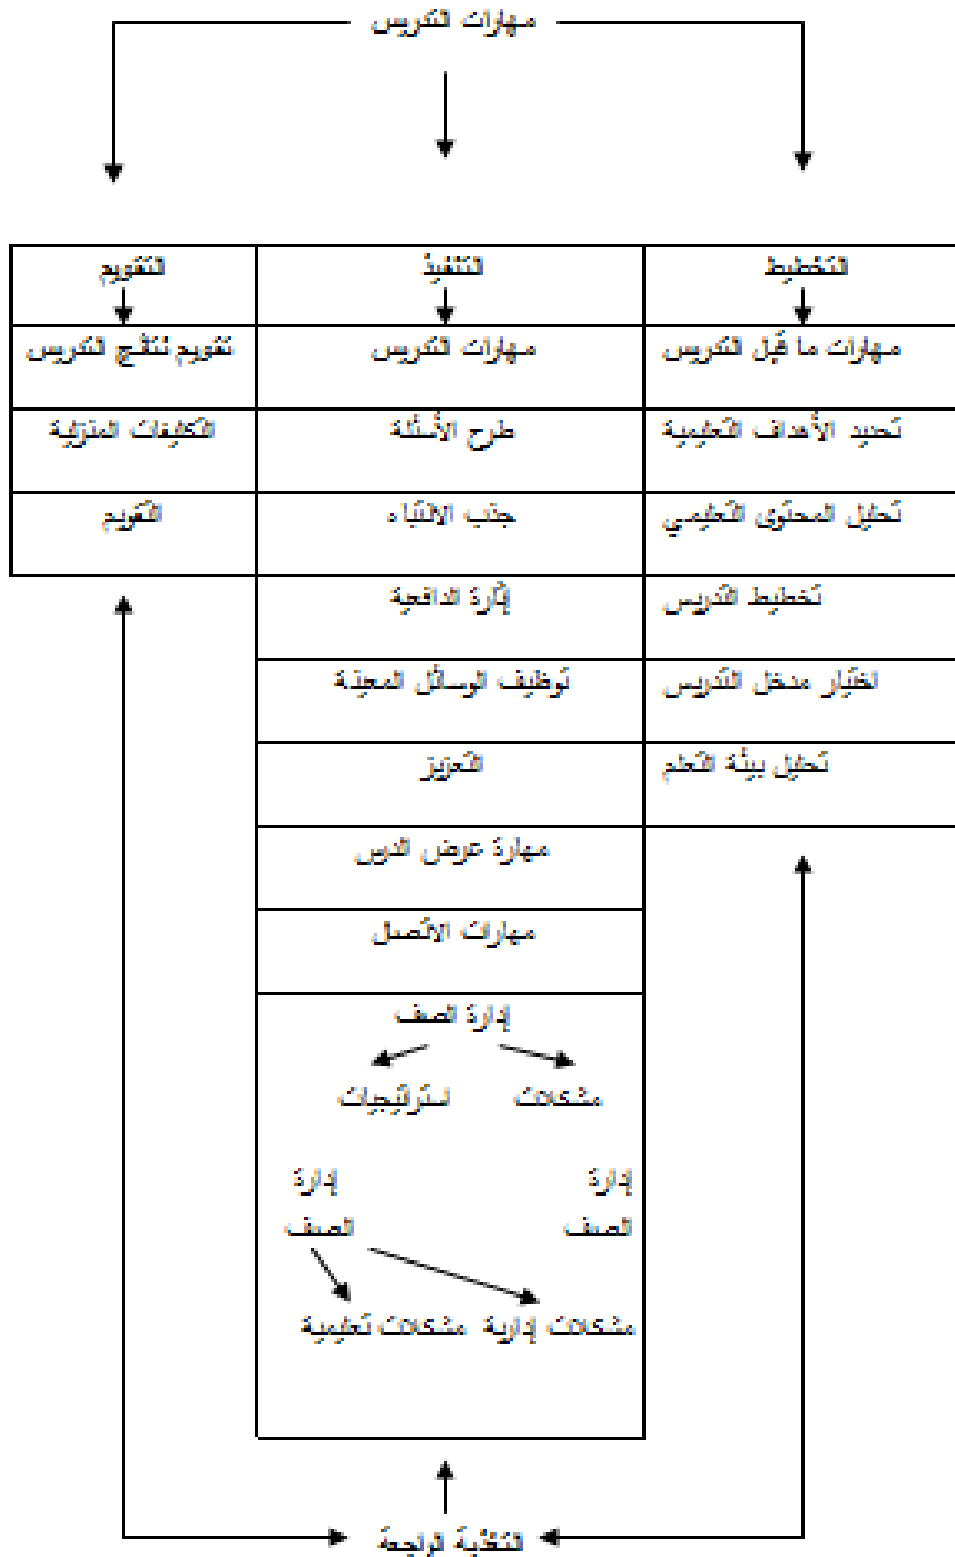 مهارات التدريس
التخطيط
التنفيذ
التقويم
مهارات ما قبل التدريس
مهارات التدريس
تقويم نتائج التدريس
تحديد الأهداف التعليمية
طرح الأسئلة
التكليفات المنزلية
تحليل المحتوى التعليمي
جذب الانتباه
التقويم
تخطيط التدريس
إثارة الدافعية
اختيار مدخل التدريس
توظيف الوسائل المعينة
تحليل بيئة التعلم
التعزيز
مهارة عرض الدرس
مهارات الاتصال
إدارة الصف
مشكلات
استراتيجيات
إدارة
إدارة
الصف
الصف
مشكلات إدارية
مشكلات تعليمية
التغذية الراجعة